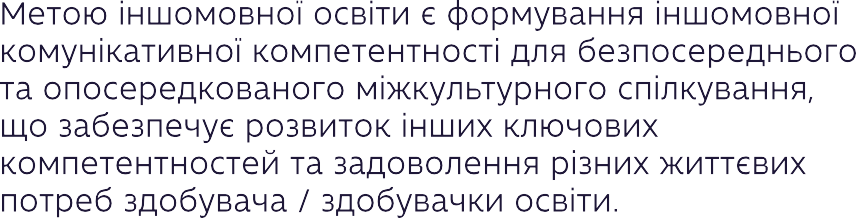 Метою іншомовної освіти є формування іншомовної
комунікативної компетентності для безпосереднього
та опосередкованого міжкультурного спілкування,
що забезпечує розвиток інших ключових
компетентностей та задоволення різних життєвих
потреб здобувача / здобувачки освіти.